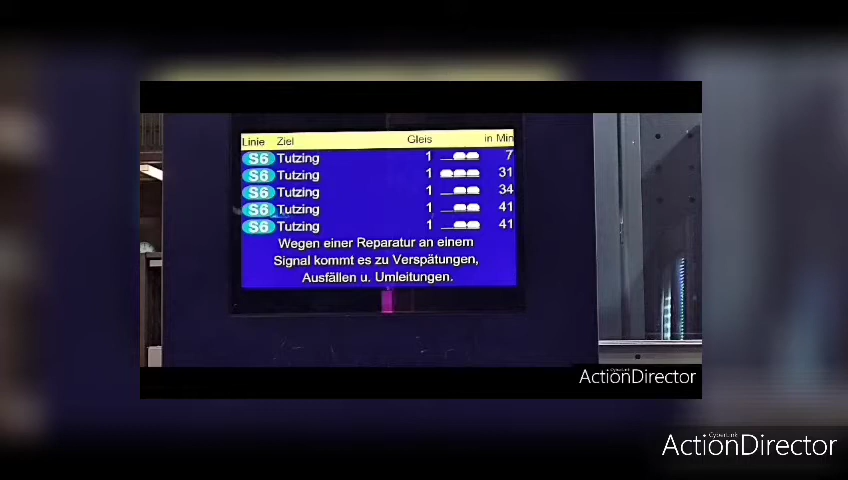 Linie Ziel Gleis in Min
S6 Tutzing 1 7
S6 Tutzing 1 31
S6 Tutzing 1 34
S6 Tutzing 1 41
S6 Tutzing 1 41
Wegen einer Reparatur an einem
Signal kommt es zu Verspätungen,
Ausfällen u. Umleitungen.
CyberLink
ActionDirector
CyberLink
ActionDirector